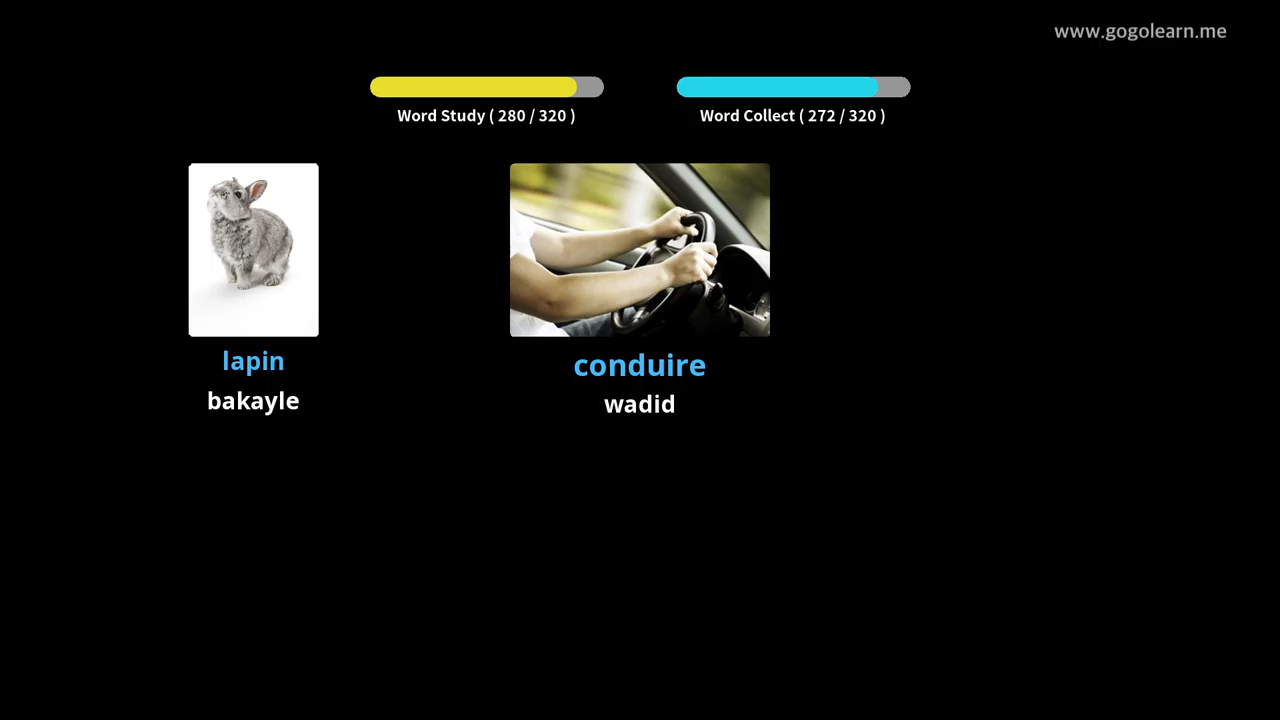 www.gogolearn.me
Word Study ( 280 / 320 )
Word Collect ( 272 / 320 )
lapin
bakayle
conduire
wadid